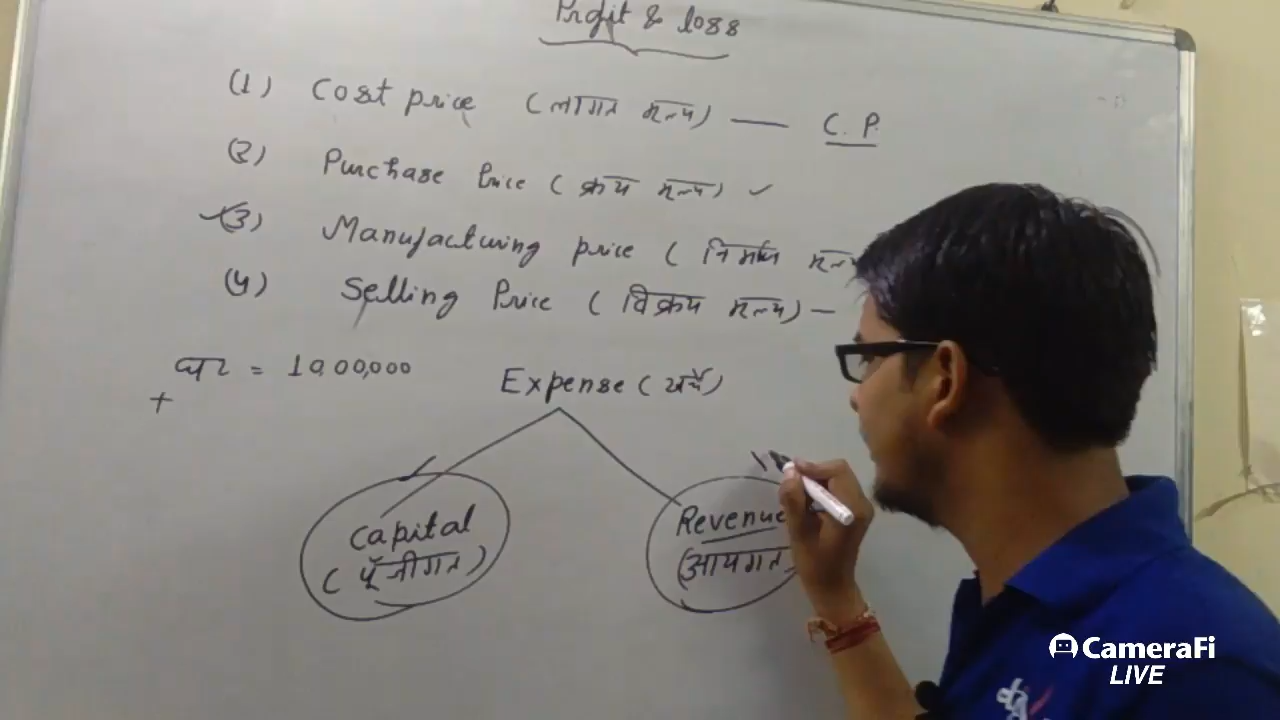 Profit & loss
(1) Cost price (लागत मूल्य) — C.P.
(2) Purchase Price (क्रय मूल्य) ✓
✓(3) Manufacturing price ( निर्माण मूल्य
(4) Selling Price ( विक्रय मूल्य) —
घर = 10,00,000
+
Expense ( खर्च )
Capital
( पूँजीगत )
Revenue
(आयगत
CameraFi
LIVE